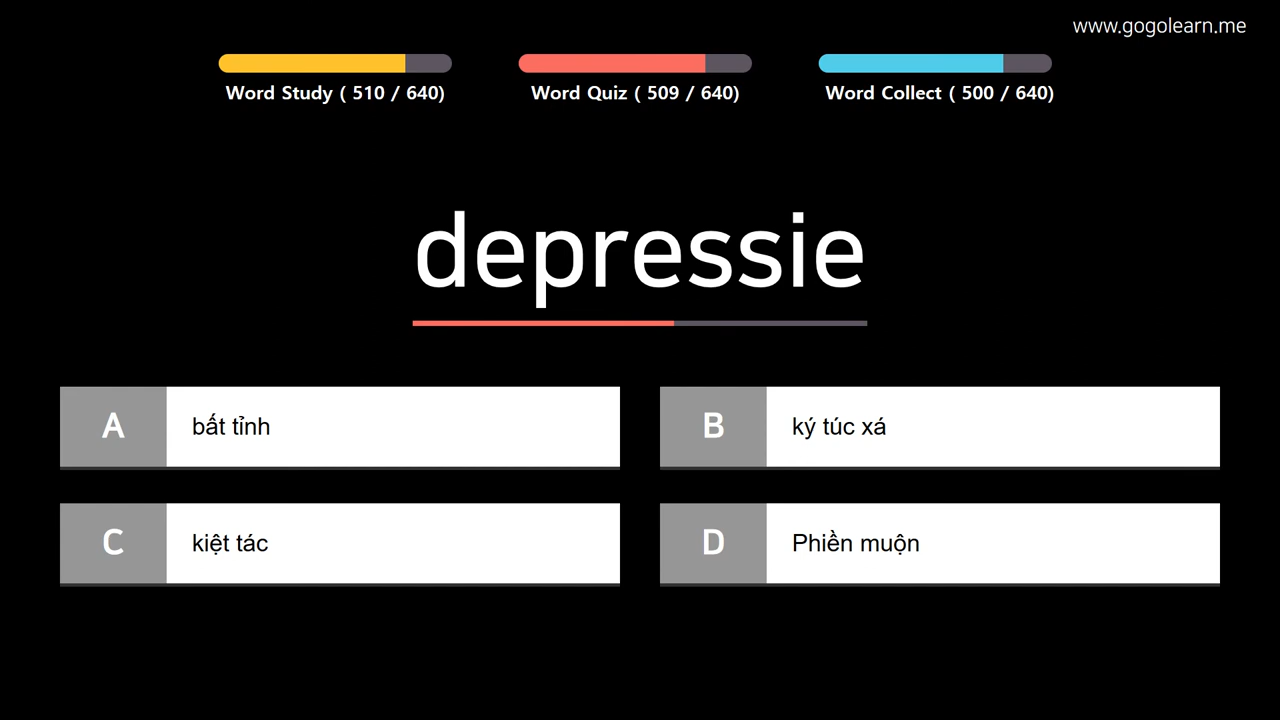 www.gogolearn.me
Word Study ( 510 / 640)
Word Quiz ( 509 / 640)
Word Collect ( 500 / 640)
depressie
A bất tỉnh
B ký túc xá
C kiệt tác
D Phiền muộn